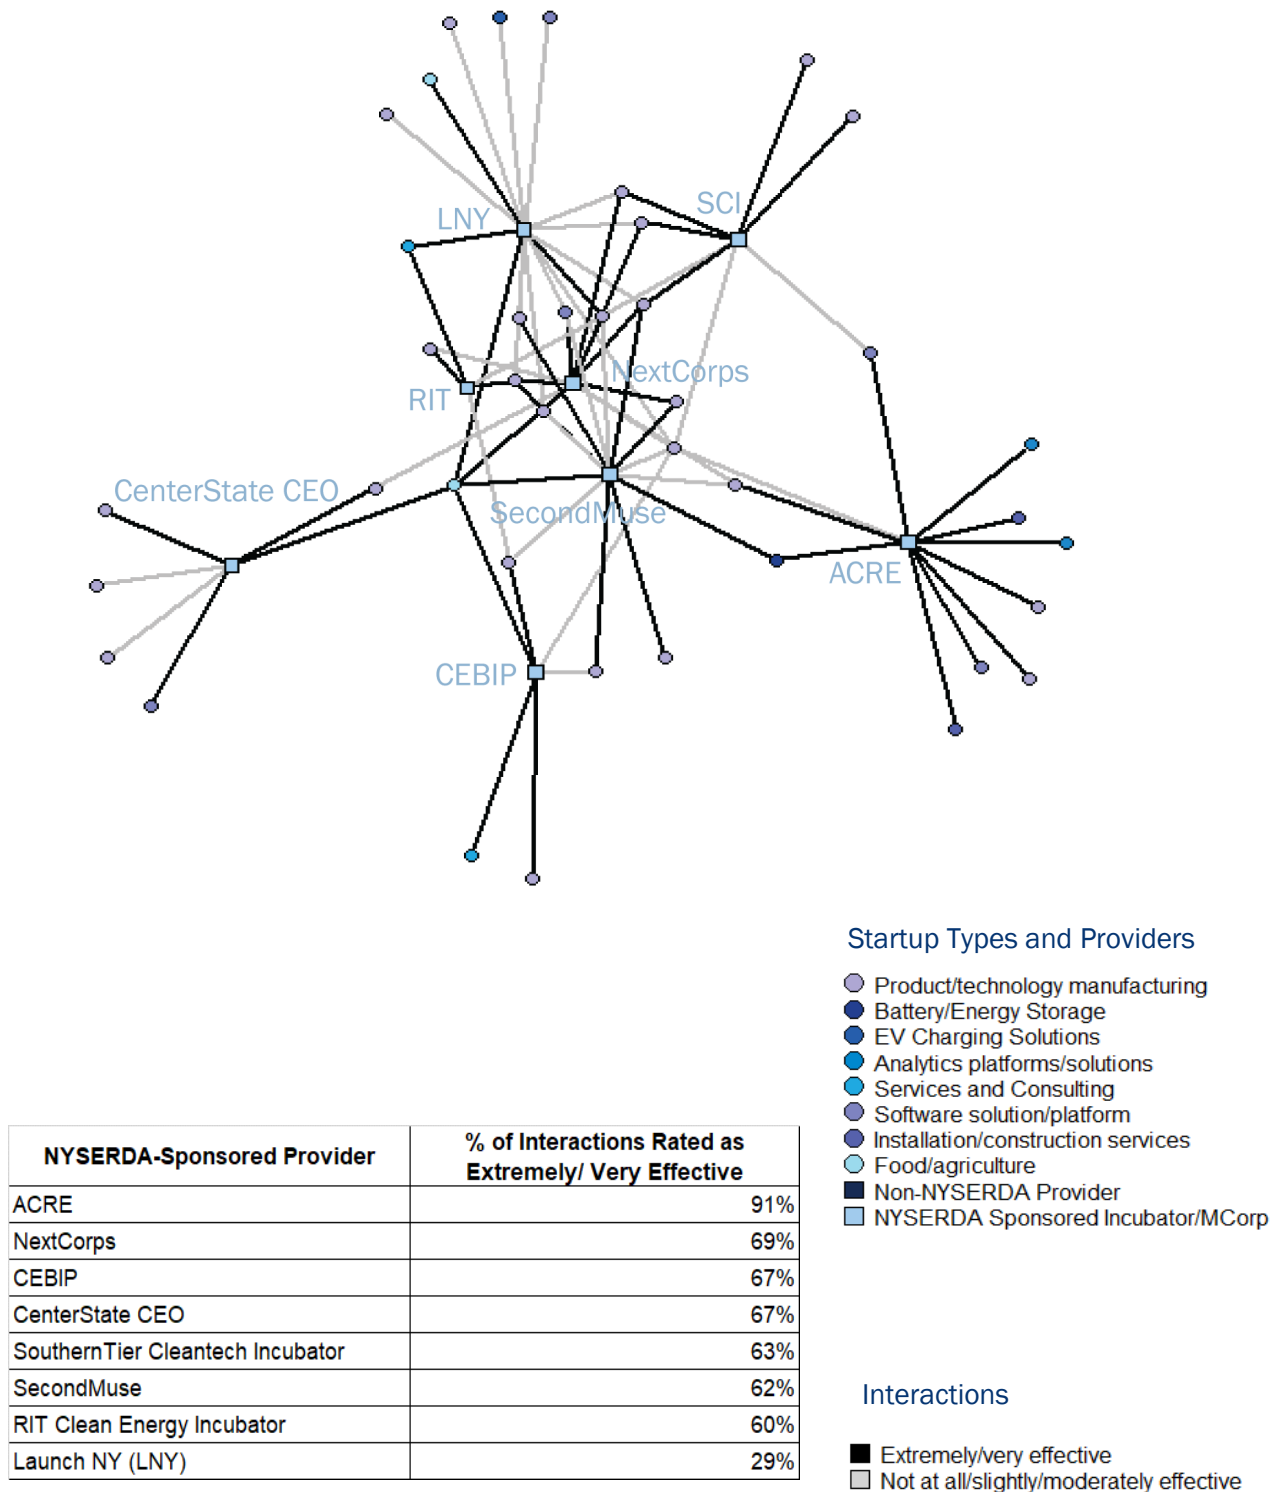 LNY
SCI
NextCorps
RIT
CenterState CEO
SecondMuse
ACRE
CEBIP
Startup Types and Providers
Product/technology manufacturing
Battery/Energy Storage
EV Charging Solutions
Analytics platforms/solutions
Services and Consulting
Software solution/platform
Installation/construction services
Food/agriculture
Non-NYSERDA Provider
NYSERDA Sponsored Incubator/MCorp
NYSERDA-Sponsored Provider
% of Interactions Rated as
Extremely/ Very Effective
ACRE 91%
NextCorps 69%
CEBIP 67%
CenterState CEO 67%
SouthernTier Cleantech Incubator 63%
SecondMuse 62%
RIT Clean Energy Incubator 60%
Launch NY (LNY) 29%
Interactions
Extremely/very effective
Not at all/slightly/moderately effective